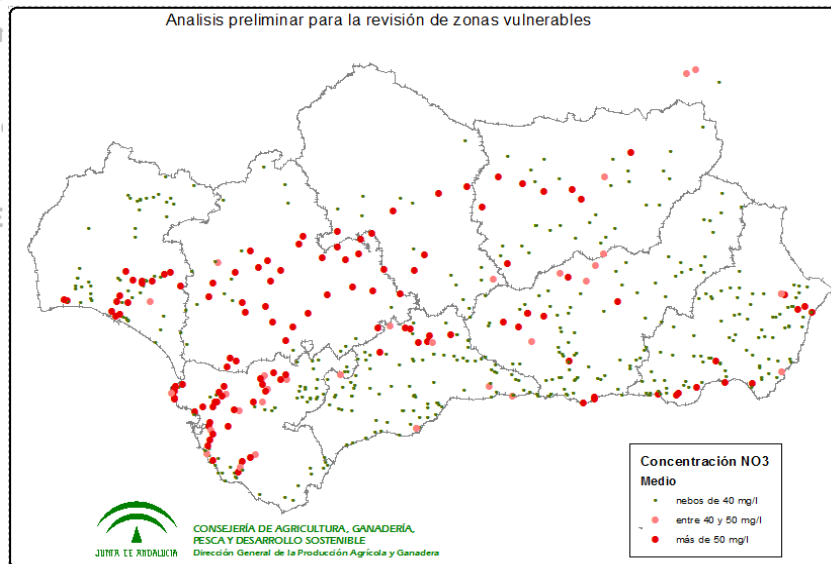 Analisis preliminar para la revisión de zonas vulnerables
Concentración NO3
Medio
nebos de 40 mg/l
entre 40 y 50 mg/l
más de 50 mg/l
JUNTA DE ANDALUCIA
CONSEJERÍA DE AGRICULTURA, GANADERÍA,
PESCA Y DESARROLLO SOSTENIBLE
Dirección General de la Producción Agrícola y Ganadera